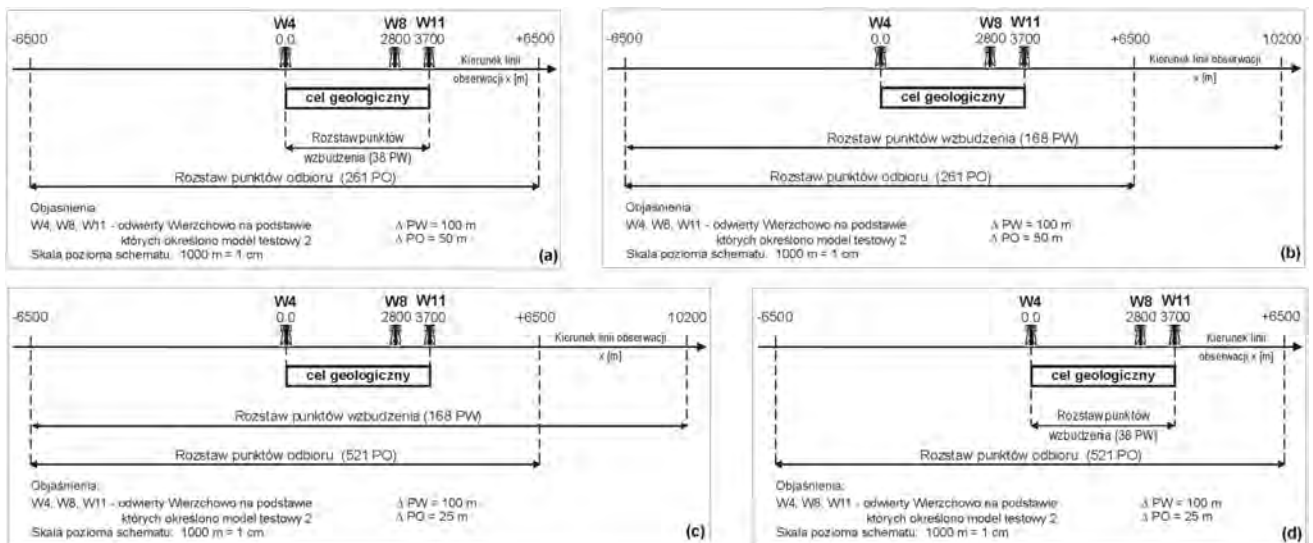 W4 W8 W11
-6500 0.0 2800 3700 +6500
Kierunek linii
obserwacji x [m]
cel geologiczny
Rozstaw punktów
wzbudzenia (38 PW)
Rozstaw punktów odbioru (261 PO)
Objaśnienia:
W4, W8, W11 - odwierty Wierzchowo na podstawie Δ PW = 100 m
których określono model testowy 2 Δ PO = 50 m
Skala pozioma schematu: 1000 m = 1 cm (a)
W4 W8 W11
-6500 0.0 2800 3700 +6500 10200
Kierunek linii obserwacji
x [m]
cel geologiczny
Rozstaw punktów wzbudzenia (168 PW)
Rozstaw punktów odbioru (261 PO)
Objaśnienia:
W4, W8, W11 - odwierty Wierzchowo na podstawie Δ PW = 100 m
których określono model testowy 2 Δ PO = 50 m
Skala pozioma schematu: 1000 m = 1 cm (b)
W4 W8 W11
-6500 0.0 2800 3700 +6500 10200
Kierunek linii obserwacji
x [m]
cel geologiczny
Rozstaw punktów wzbudzenia (168 PW)
Rozstaw punktów odbioru (521 PO)
Objaśnienia:
W4, W8, W11 - odwierty Wierzchowo na podstawie Δ PW = 100 m
których określono model testowy 2 Δ PO = 25 m
Skala pozioma schematu: 1000 m = 1 cm (c)
W4 W8 W11
-6500 0.0 2800 3700 +6500
Kierunek linii
obserwacji x [m]
cel geologiczny
Rozstaw punktów
wzbudzenia (38 PW)
Rozstaw punktów odbioru (521 PO)
Objaśnienia:
W4, W8, W11 - odwierty Wierzchowo na podstawie Δ PW = 100 m
których określono model testowy 2 Δ PO = 25 m
Skala pozioma schematu: 1000 m = 1 cm (d)